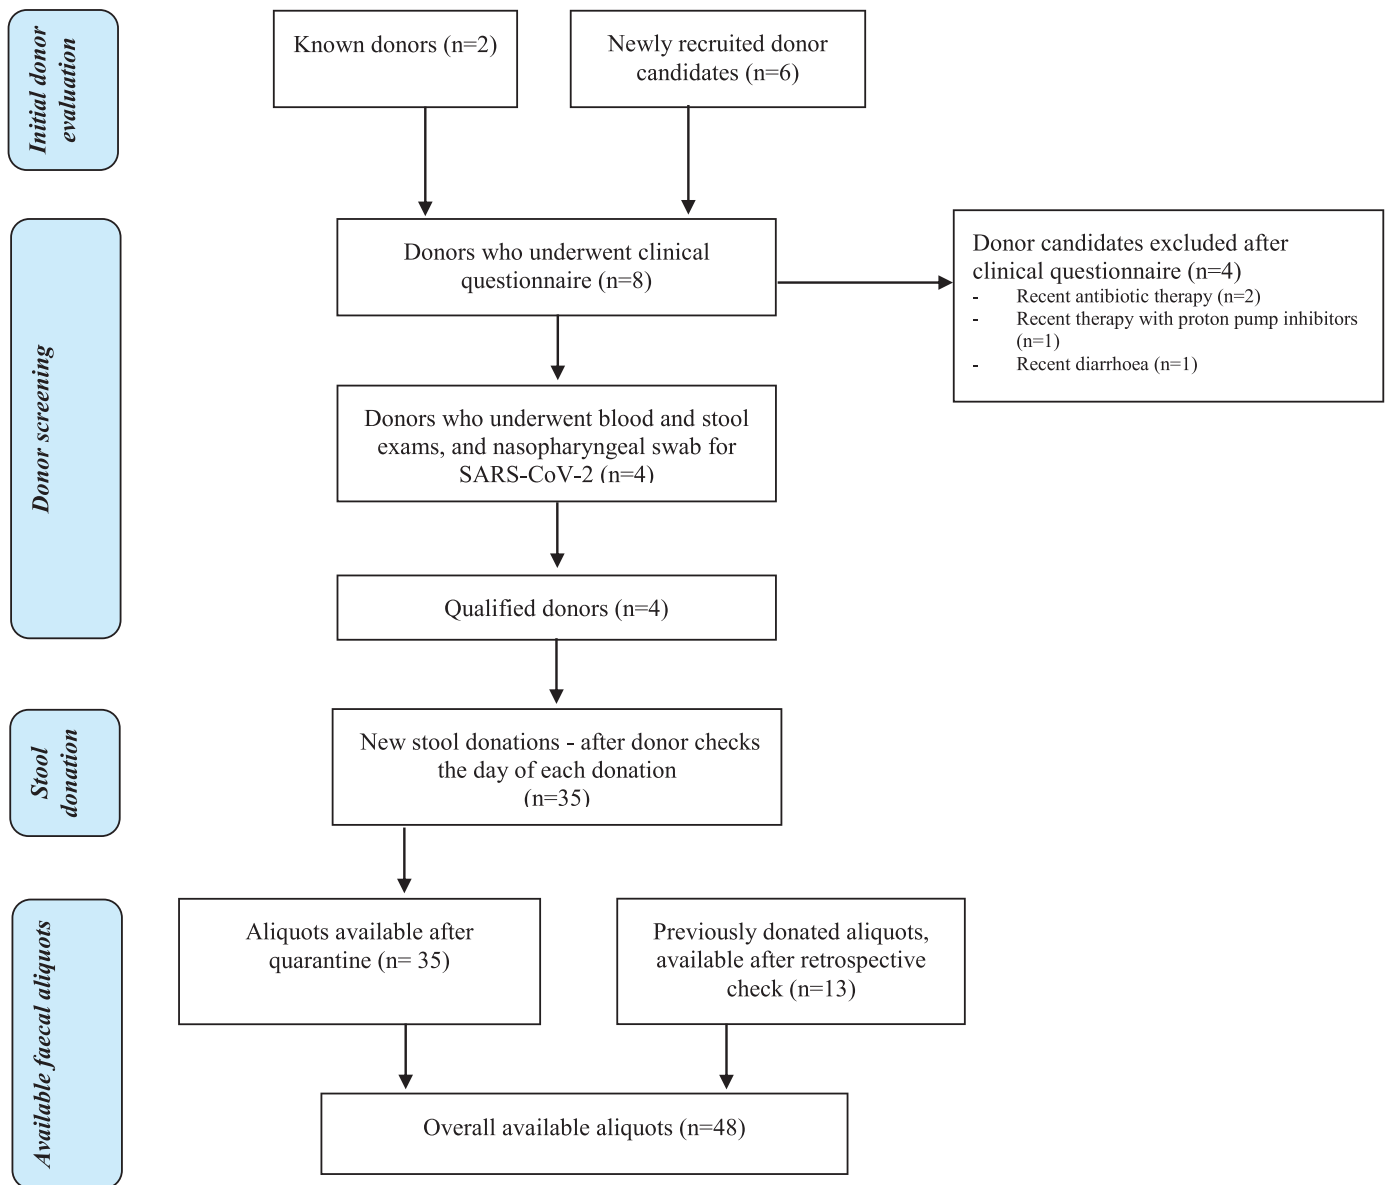 Initial donor
evaluation
Known donors (n=2)
Newly recruited donor
candidates (n=6)
Donor screening
Donors who underwent clinical
questionnaire (n=8)
Donor candidates excluded after
clinical questionnaire (n=4)
- Recent antibiotic therapy (n=2)
- Recent therapy with proton pump inhibitors
(n=1)
- Recent diarrhoea (n=1)
Donors who underwent blood and stool
exams, and nasopharyngeal swab for
SARS-CoV-2 (n=4)
Qualified donors (n=4)
Stool
donation
New stool donations - after donor checks
the day of each donation
(n=35)
Available faecal aliquots
Aliquots available after
quarantine (n= 35)
Previously donated aliquots,
available after retrospective
check (n=13)
Overall available aliquots (n=48)